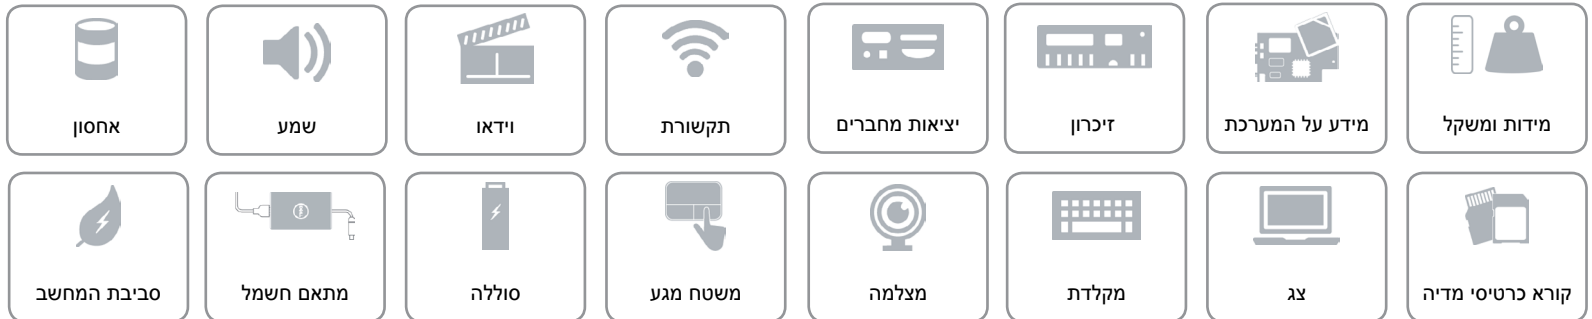 מידות ומשקל
מידע על המערכת
זיכרון
יציאות מחברים
תקשורת
וידאו
שמע
אחסון
קורא כרטיסי מדיה
צג
מקלדת
מצלמה
משטח מגע
סוללה
מתאם חשמל
סביבת המחשב